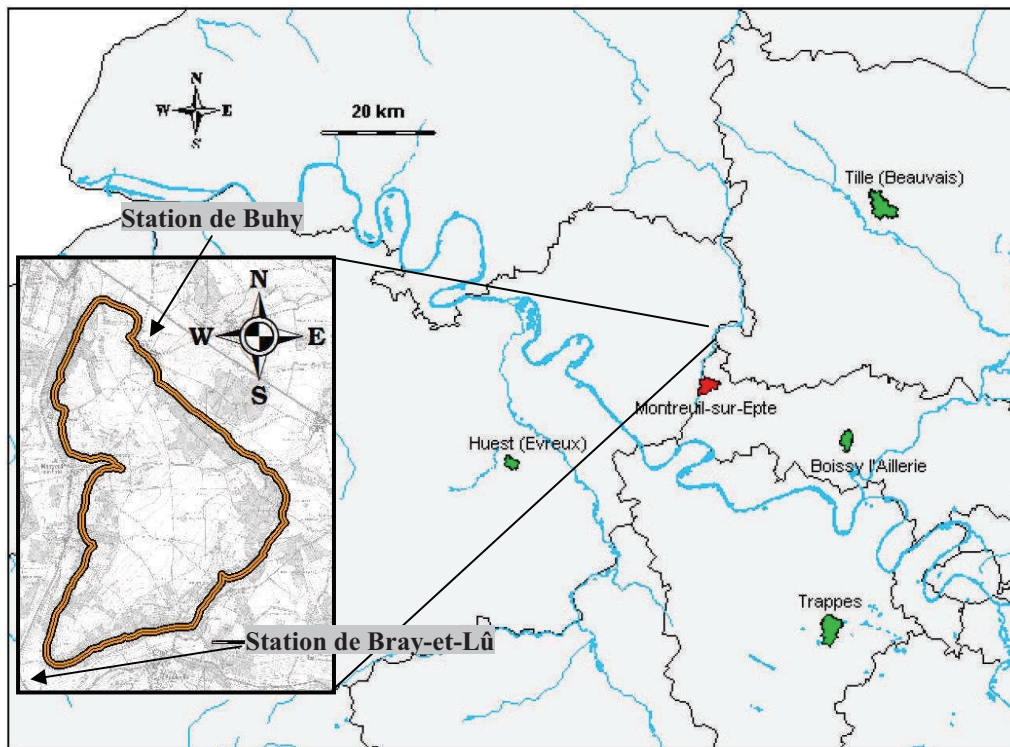 N
W E
S
20 km
Tille (Beauvais)
Station de Buhy
N
W E
S
Montreuil-sur-Epte
Huest (Evreux)
Boissy l'Aillerie
Trappes
Station de Bray-et-Lû